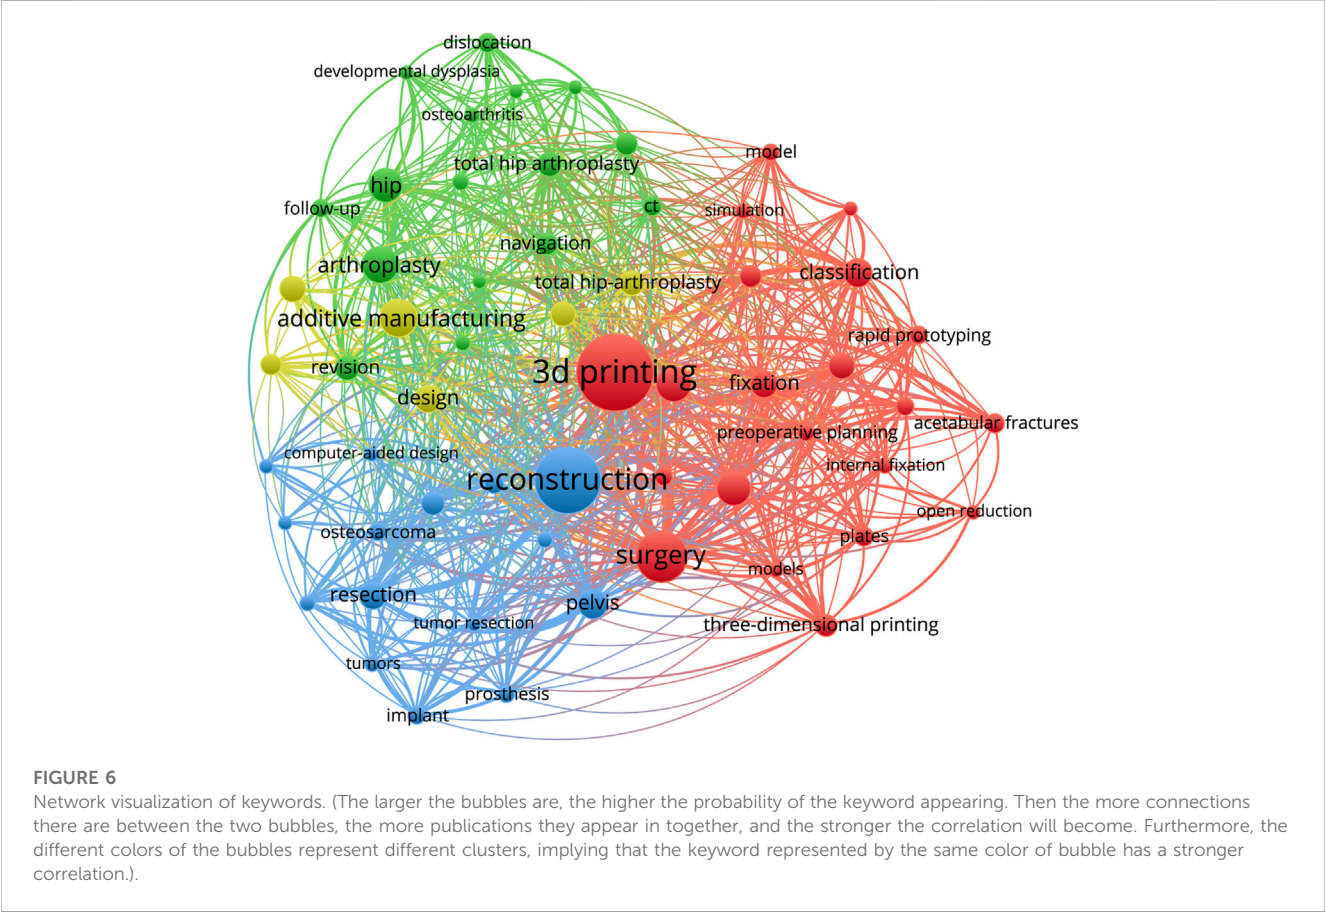 dislocation
developmental dysplasia
osteoarthritis
model
total hip arthroplasty
hip
follow-up
ct
simulation
navigation
arthroplasty
classification
total hip-arthroplasty
additive manufacturing
rapid prototyping
revision
3d printing
fixation
design
acetabular fractures
preoperative planning
computer-aided design
internal fixation
reconstruction
open reduction
osteosarcoma
plates
surgery
models
resection
pelvis
tumor resection
three-dimensional printing
tumors
prosthesis
implant
FIGURE 6
Network visualization of keywords. (The larger the bubbles are, the higher the probability of the keyword appearing. Then the more connections
there are between the two bubbles, the more publications they appear in together, and the stronger the correlation will become. Furthermore, the
different colors of the bubbles represent different clusters, implying that the keyword represented by the same color of bubble has a stronger
correlation.).